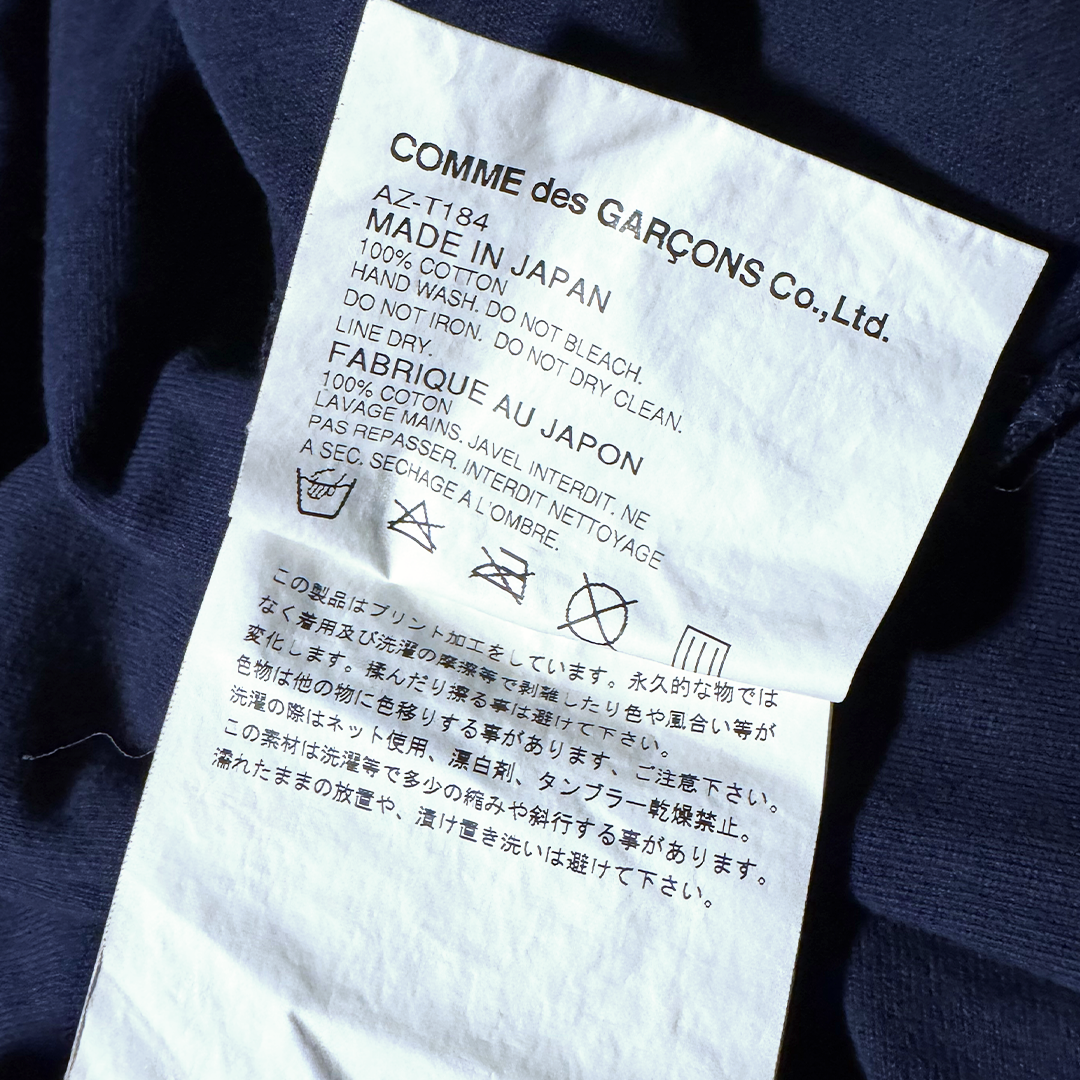 COMME des GARÇONS Co.,Ltd.
AZ-T184
MADE IN JAPAN
100% COTTON
HAND WASH. DO NOT BLEACH.
DO NOT IRON. DO NOT DRY CLEAN.
LINE DRY.
FABRIQUE AU JAPON
100% COTON
LAVAGE MAINS. JAVEL INTERDIT. NE
PAS REPASSER. INTERDIT NETTOYAGE
A SEC. SECHAGE A L'OMBRE.
この製品はプリント加工をしています。永久的な物では
なく着用及び洗濯の摩擦等で剥離したり色や風合い等が
変化します。揉んだり擦る事は避けて下さい。
色物は他の物に色移りする事があります、ご注意下さい。
洗濯の際はネット使用、漂白剤、タンブラー乾燥禁止。
この素材は洗濯等で多少の縮みや斜行する事があります。
濡れたままの放置や、漬け置き洗いは避けて下さい。